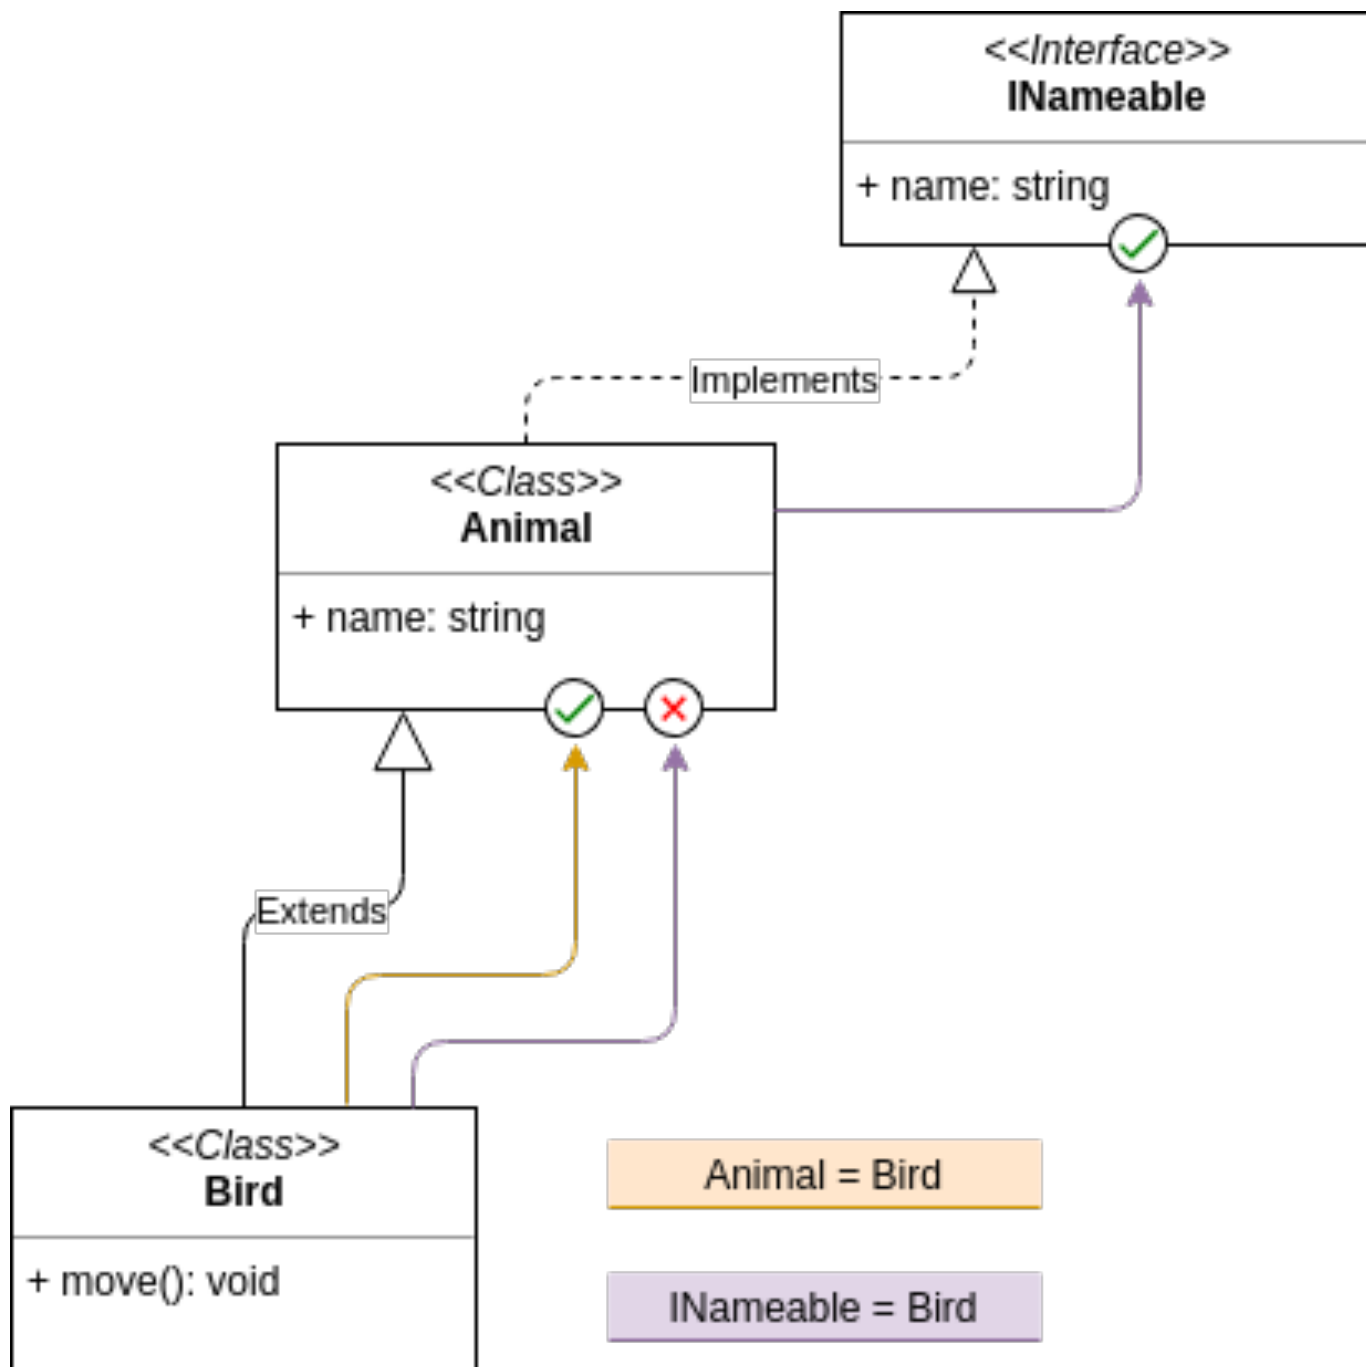 <<Interface>>
INameable
+ name: string
Implements
<<Class>>
Animal
+ name: string
Extends
<<Class>>
Bird
+ move(): void
Animal = Bird
INameable = Bird